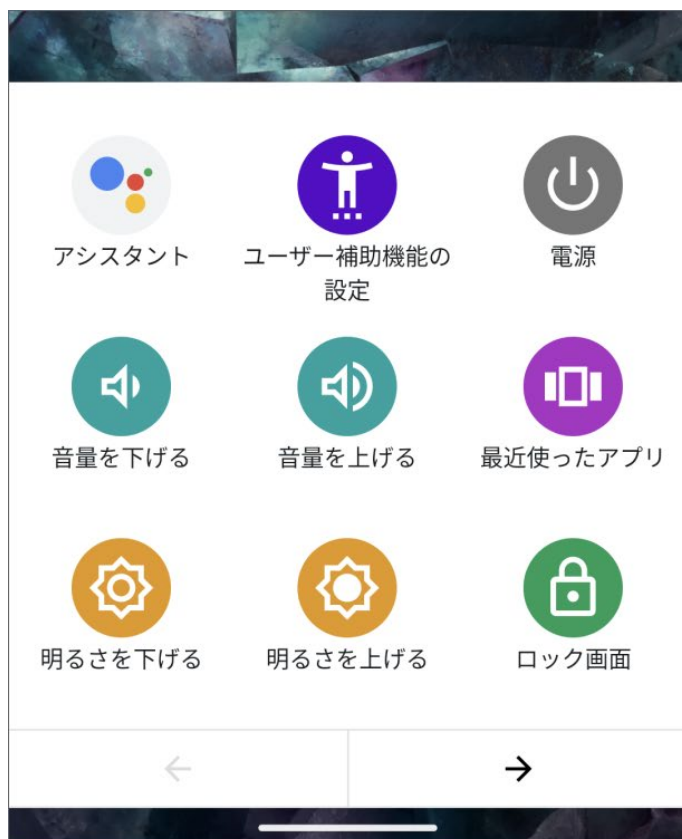 アシスタント
ユーザー補助機能の
設定
電源
音量を下げる
音量を上げる
最近使ったアプリ
明るさを下げる
明るさを上げる
ロック画面